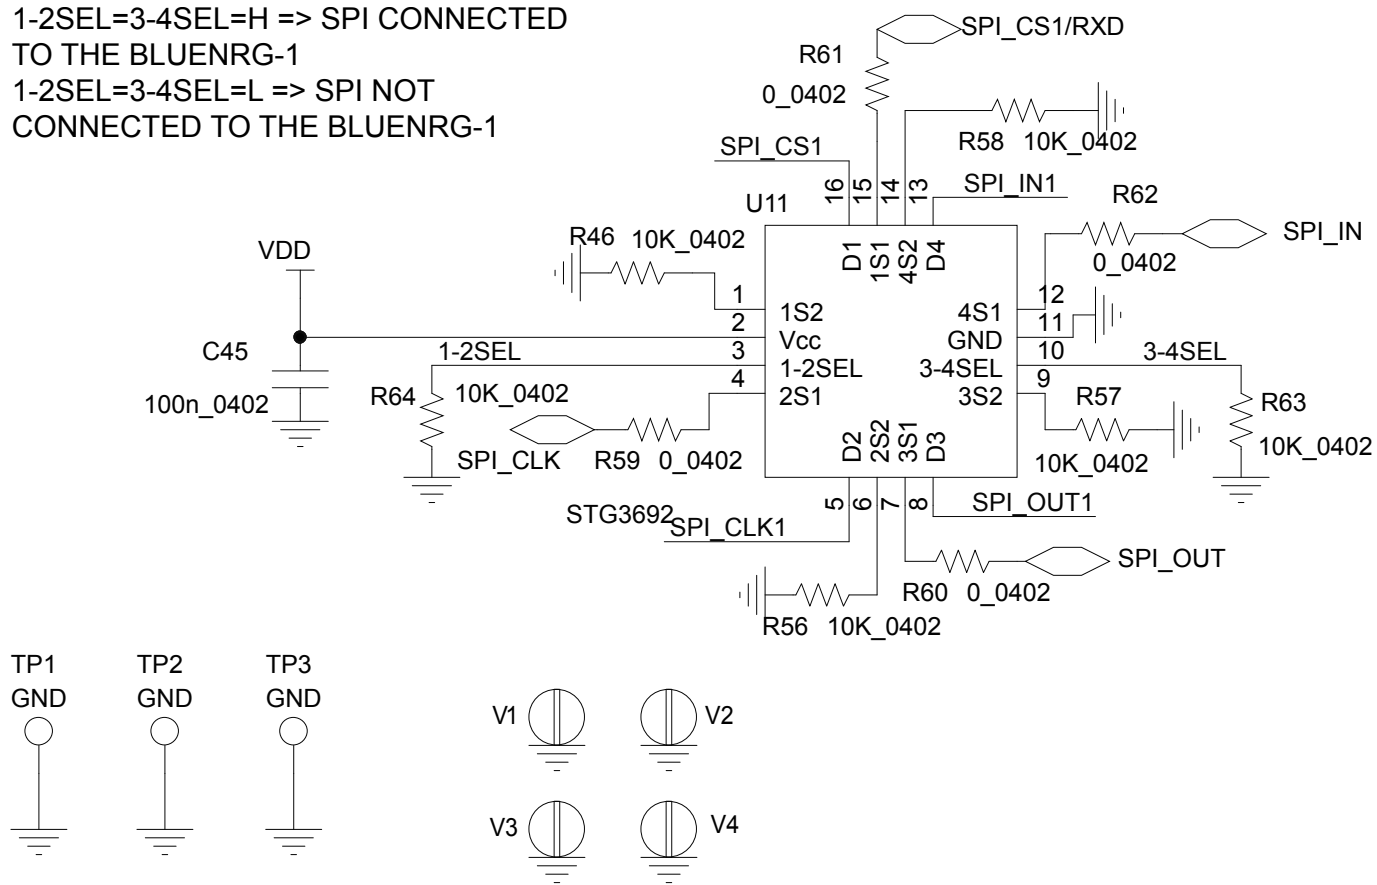 1-2SEL=3-4SEL=H => SPI CONNECTED
TO THE BLUENRG-1
1-2SEL=3-4SEL=L => SPI NOT
CONNECTED TO THE BLUENRG-1
SPI_CS1/RXD
R61
0_0402
R58 10K_0402
SPI_CS1
16
15
14
13
SPI_IN1
R62
U11
SPI_IN
0_0402
R46 10K_0402
VDD
D1
1S1
4S2
D4
1
1S2
4S1
12
2
Vcc
GND
11
3
1-2SEL
1-2SEL
3-4SEL
10
3-4SEL
4
2S1
3S2
9
C45
100n_0402
R64
10K_0402
R57
10K_0402
R63
10K_0402
SPI_CLK
R59 0_0402
D2
2S2
3S1
D3
5
6
7
8
STG3692
SPI_CLK1
SPI_OUT1
SPI_OUT
R60 0_0402
R56 10K_0402
TP1
GND
TP2
GND
TP3
GND
V1
V2
V3
V4